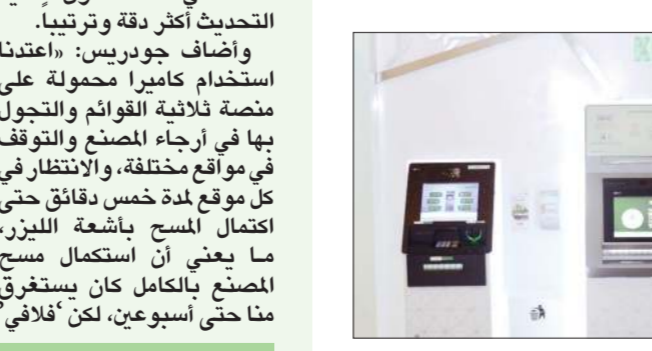 التحديث أكثر دقة وترتيباً.
وأضاف جودريس: «اعتدنا
استخدام كاميرا محمولة على
منصة ثلاثية القوائم والتجول
بها في أرجاء المصنع والتوقف
في مواقع مختلفة، والانتظار في
كل موقع لمدة خمس دقائق حتى
اكتمال المسح بأشعة الليزر،
ما يعني أن استكمال مسح
المصنع بالكامل كان يستغرق
منا حتى أسبوعين، لكن ‘فلافي’